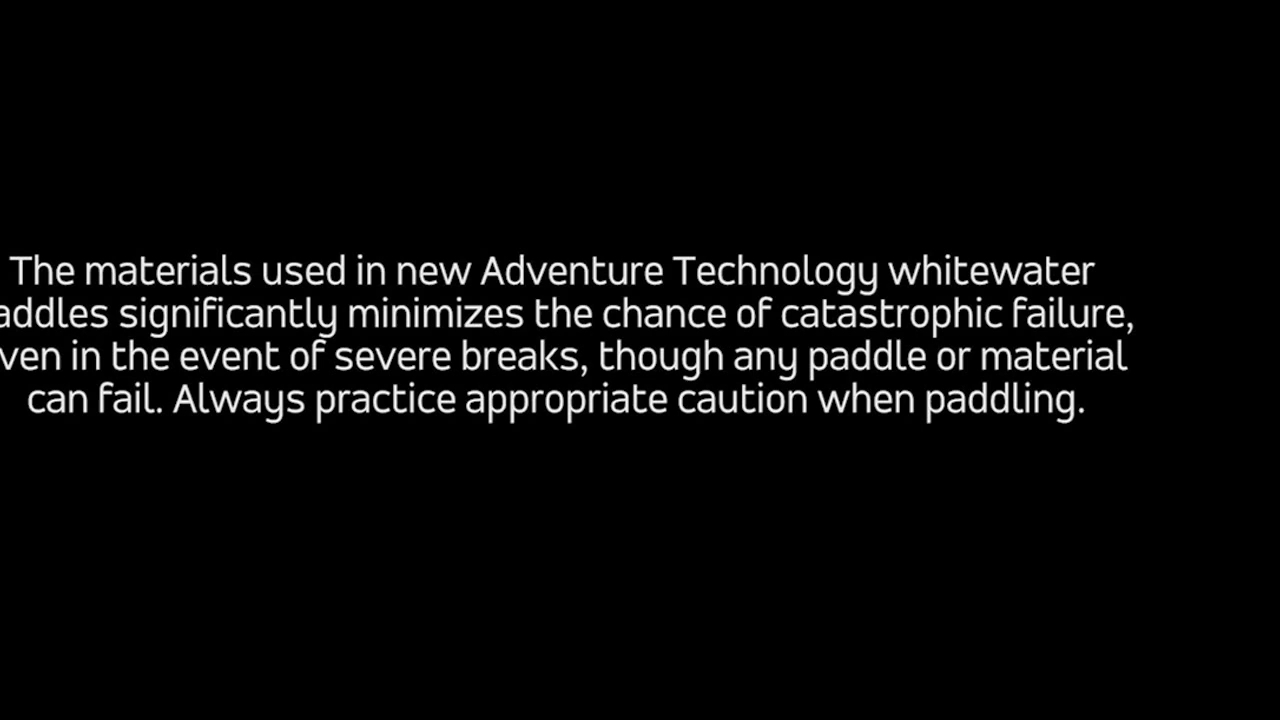 The materials used in new Adventure Technology whitewater
addles significantly minimizes the chance of catastrophic failure,
ven in the event of severe breaks, though any paddle or material
can fail. Always practice appropriate caution when paddling.